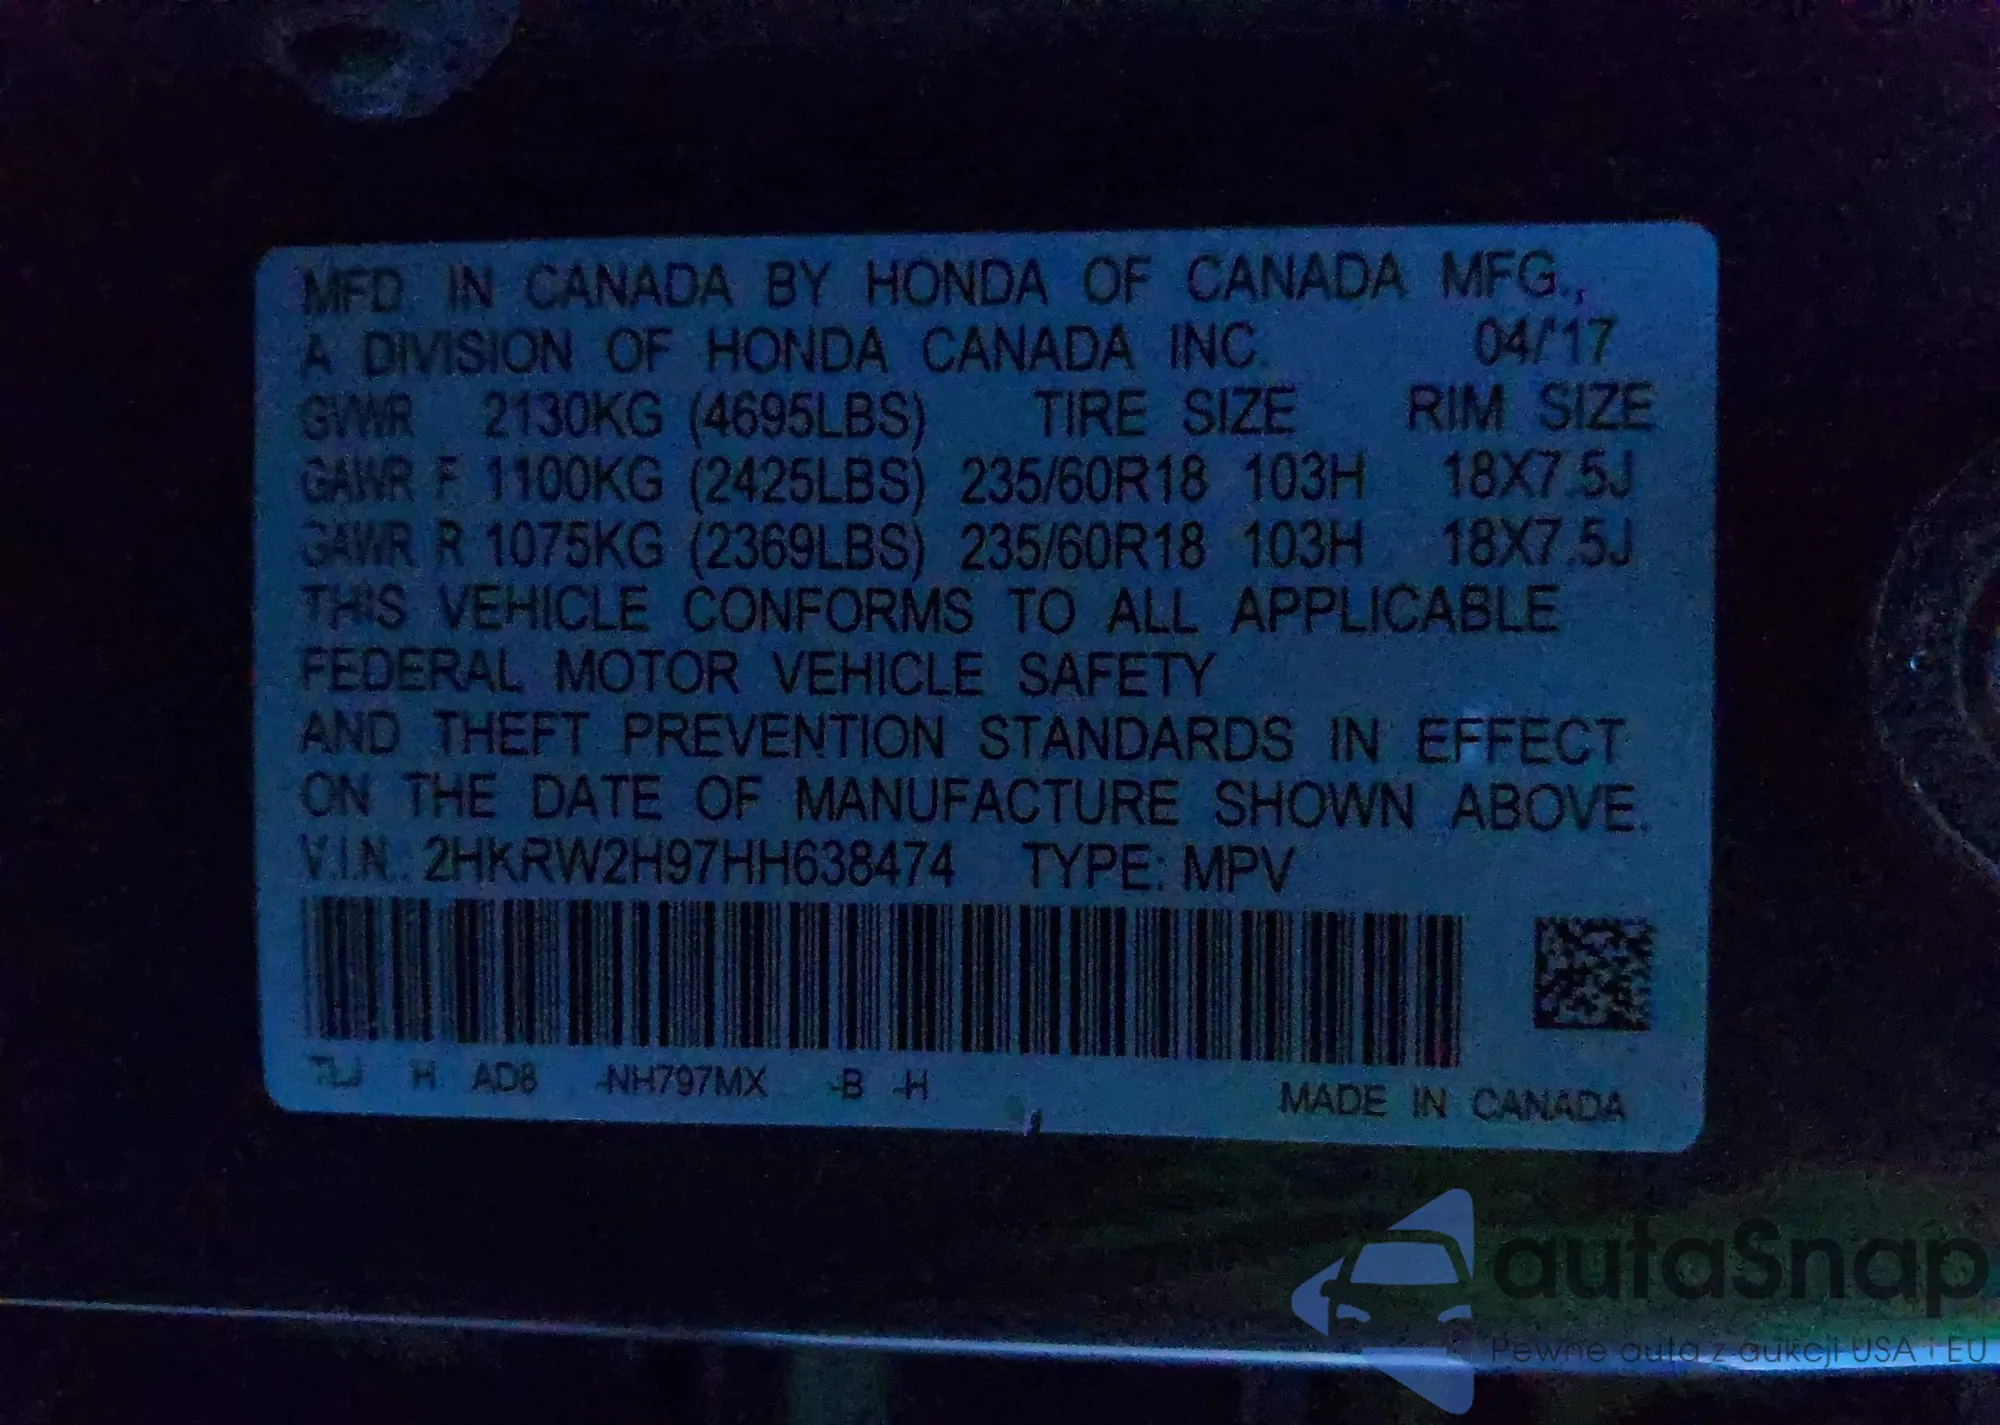 MFD. IN CANADA BY HONDA OF CANADA MFG.,
A DIVISION OF HONDA CANADA INC. 04/'17
GVWR 2130KG (4695LBS) TIRE SIZE RIM SIZE
GAWR F 1100KG (2425LBS) 235/60R18 103H 18X7.5J
GAWR R 1075KG (2369LBS) 235/60R18 103H 18X7.5J
THIS VEHICLE CONFORMS TO ALL APPLICABLE
FEDERAL MOTOR VEHICLE SAFETY
AND THEFT PREVENTION STANDARDS IN EFFECT
ON THE DATE OF MANUFACTURE SHOWN ABOVE.
V.I.N.: 2HKRW2H97HH638474 TYPE: MPV
H AD8 -NH797MX -B -H
MADE IN CANADA
autaSnap
Pewne auta z aukcji USA i EU